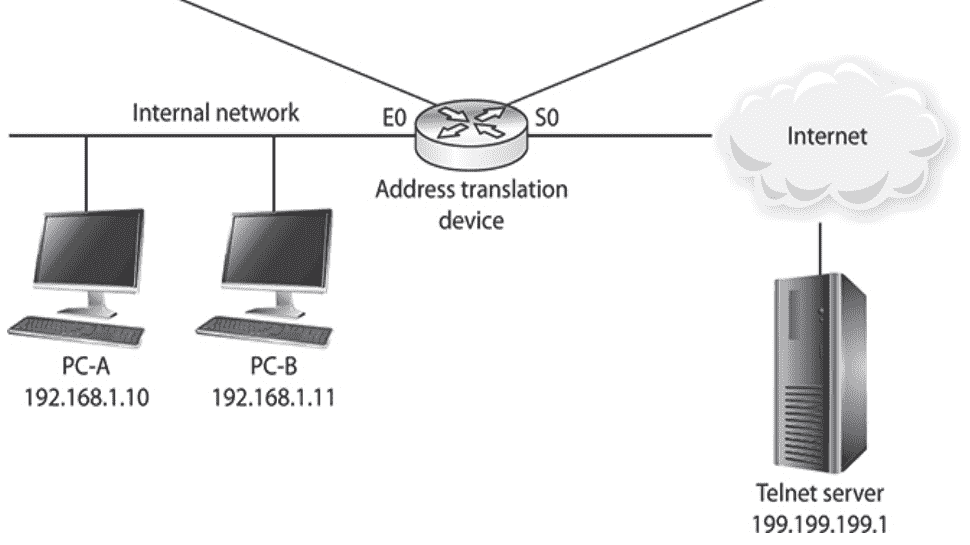 Internal network
E0
S0
Internet
Address translation
device
PC-A
192.168.1.10
PC-B
192.168.1.11
Telnet server
199.199.199.1